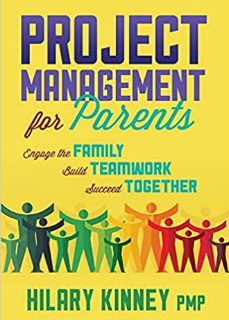 PROJECT
MANAGEMENT
for Parents
Engage the FAMILY
Build TEAMWORK
Succeed TOGETHER
HILARY KINNEY PMP